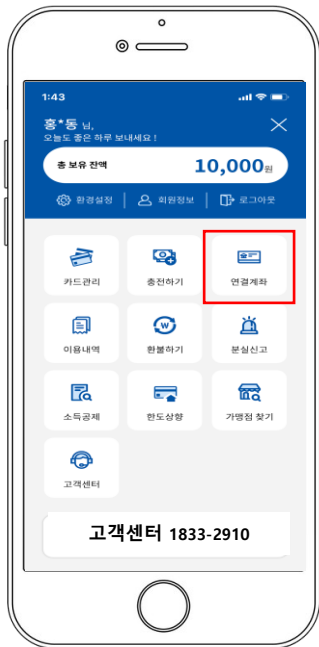 1:43
홍*동 님,
오늘도 좋은 하루 보내세요 !
총 보유 잔액 10,000원
환경설정 회원정보 로그아웃
카드관리 충전하기 연결계좌
이용내역 환불하기 분실신고
소득공제 한도상향 가맹점 찾기
고객센터
고객센터 1833-2910